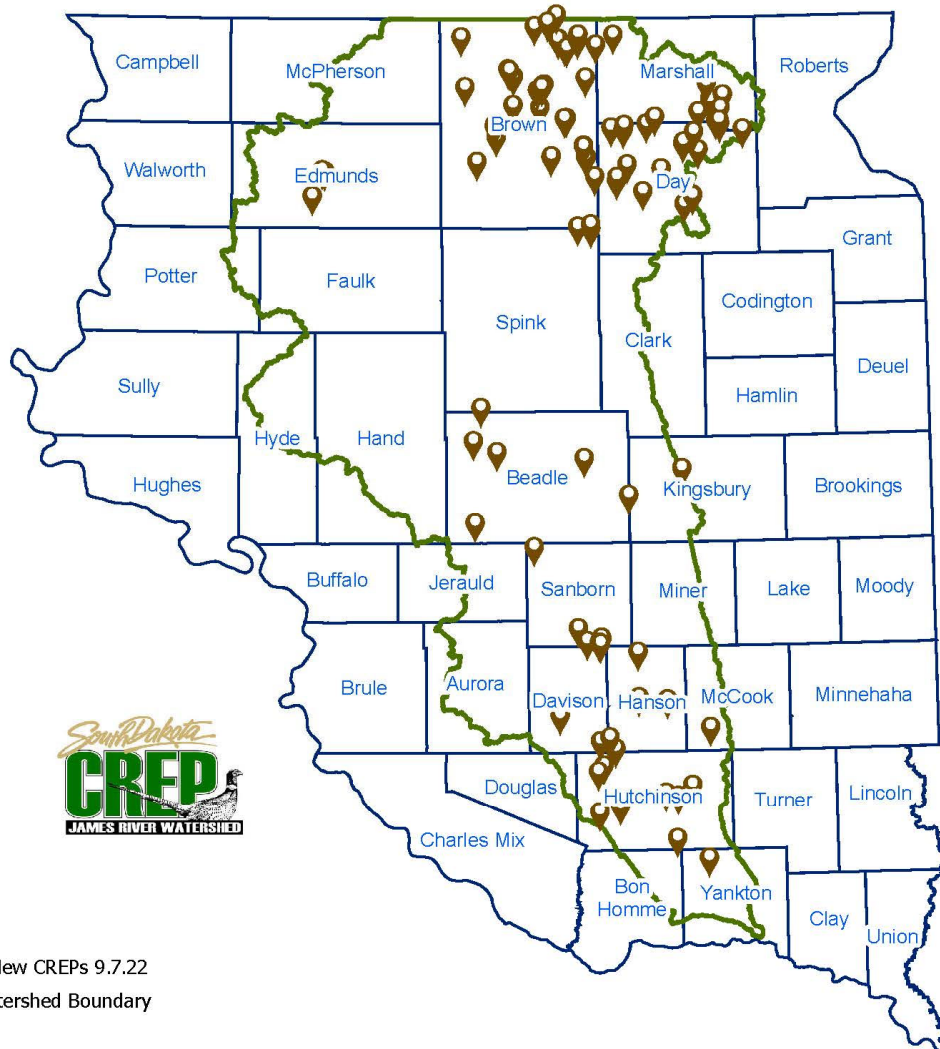 Campbell
McPherson
Marshall
Roberts
Brown
Walworth
Edmunds
Day
Grant
Potter
Faulk
Codington
Spink
Clark
Deuel
Sully
Hamlin
Hyde
Hand
Beadle
Hughes
Kingsbury
Brookings
Buffalo
Jerauld
Sanborn
Miner
Lake
Moody
Brule
Aurora
Davison
Hanson
McCook
Minnehaha
South Dakota
CREP
JAMES RIVER WATERSHED
Douglas
Hutchinson
Turner
Lincoln
Charles Mix
Bon
Homme
Yankton
Clay
Union
New CREPs 9.7.22
tershed Boundary